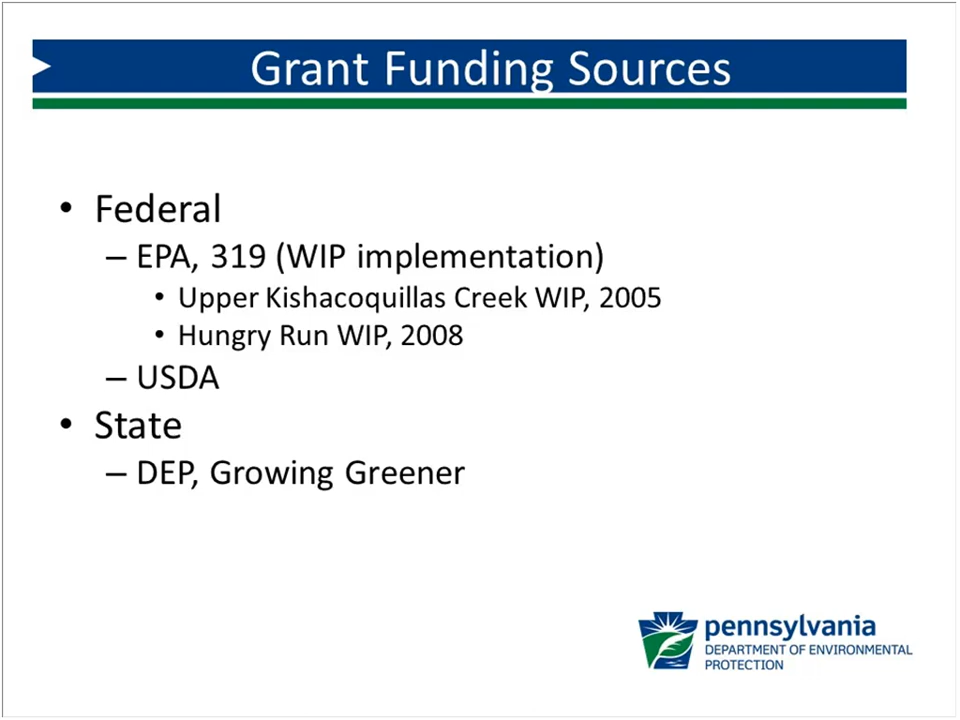 Grant Funding Sources
• Federal
– EPA, 319 (WIP implementation)
• Upper Kishacoquillas Creek WIP, 2005
• Hungry Run WIP, 2008
– USDA
• State
– DEP, Growing Greener
pennsylvania
DEPARTMENT OF ENVIRONMENTAL
PROTECTION